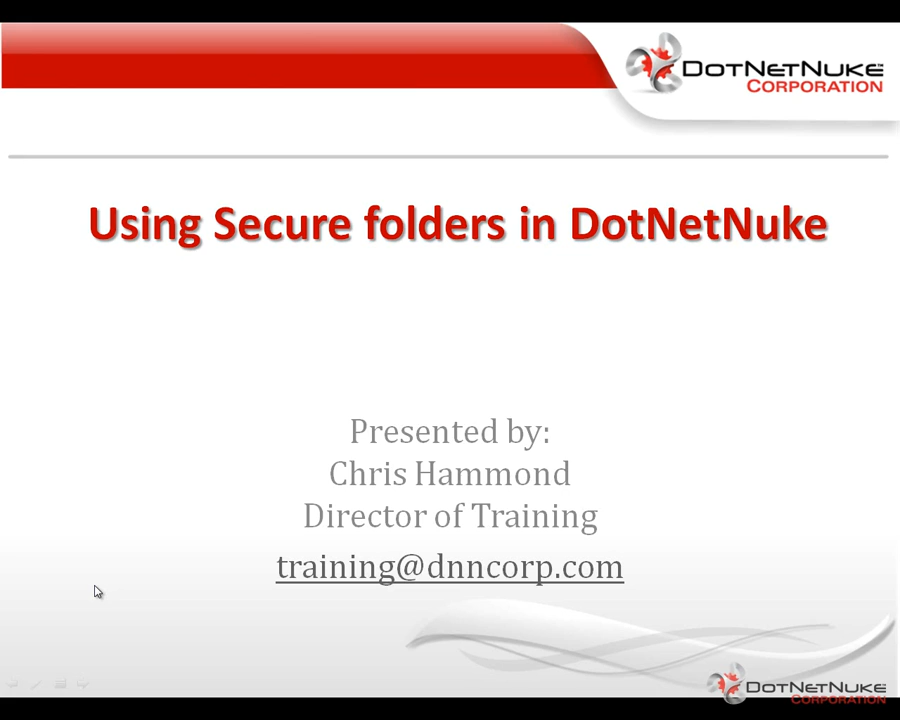 DOTNETNUKE
CORPORATION
Using Secure folders in DotNetNuke
Presented by:
Chris Hammond
Director of Training
training@dnncorp.com
DOTNETNUKE
CORPORATION